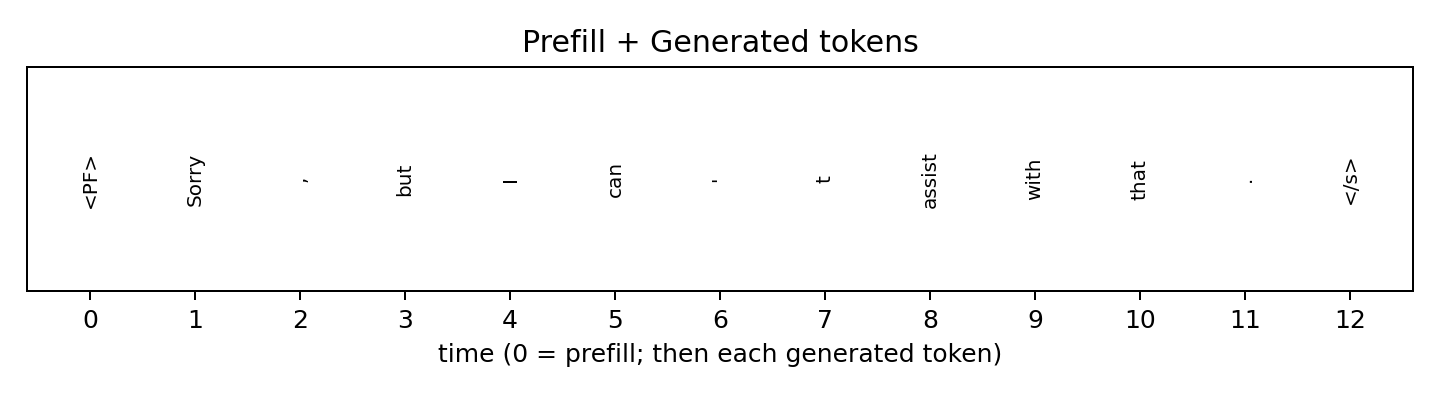 Prefill + Generated tokens
<PF> Sorry , but I can ' t assist with that . </s>
0 1 2 3 4 5 6 7 8 9 10 11 12
time (0 = prefill; then each generated token)